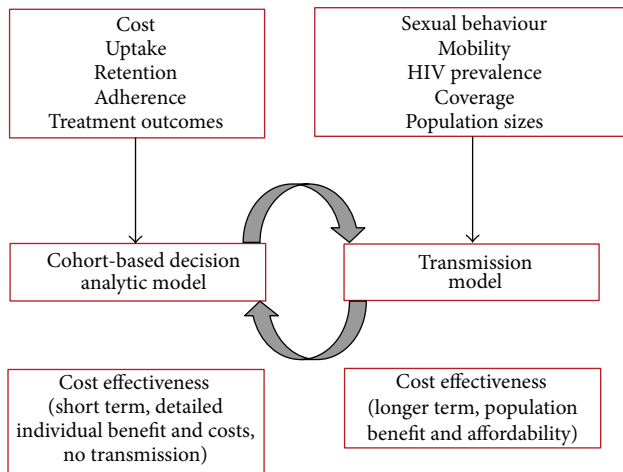 Cost
Uptake
Retention
Adherence
Treatment outcomes
Sexual behaviour
Mobility
HIV prevalence
Coverage
Population sizes
Cohort-based decision
analytic model
Transmission
model
Cost effectiveness
(short term, detailed
individual benefit and costs,
no transmission)
Cost effectiveness
(longer term, population
benefit and affordability)